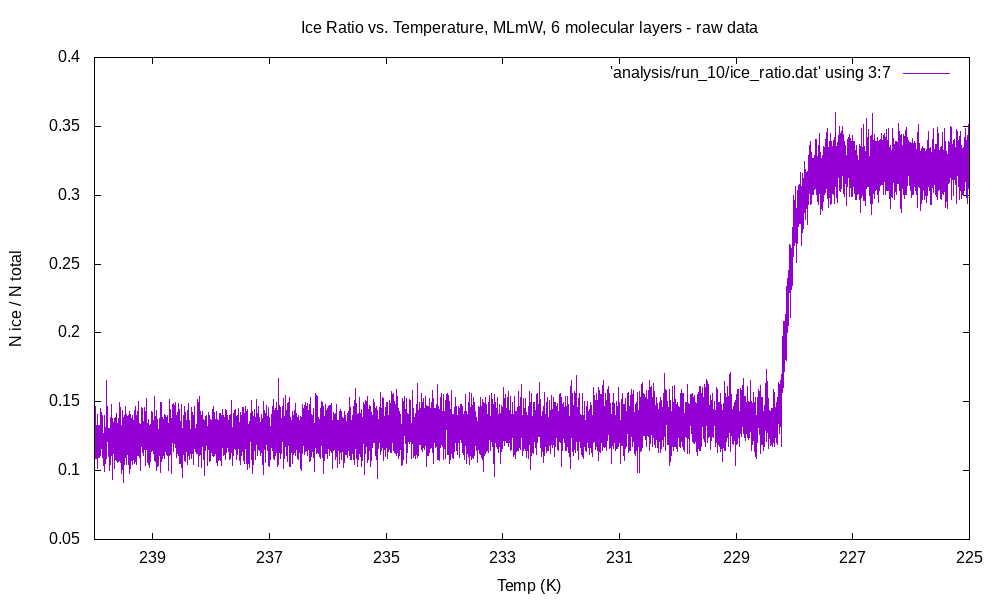 Ice Ratio vs. Temperature, MLmW, 6 molecular layers - raw data
'analysis/run_10/ice_ratio.dat' using 3:7
0.4
0.35
0.3
0.25
0.2
0.15
0.1
0.05
N ice / N total
239 237 235 233 231 229 227 225
Temp (K)